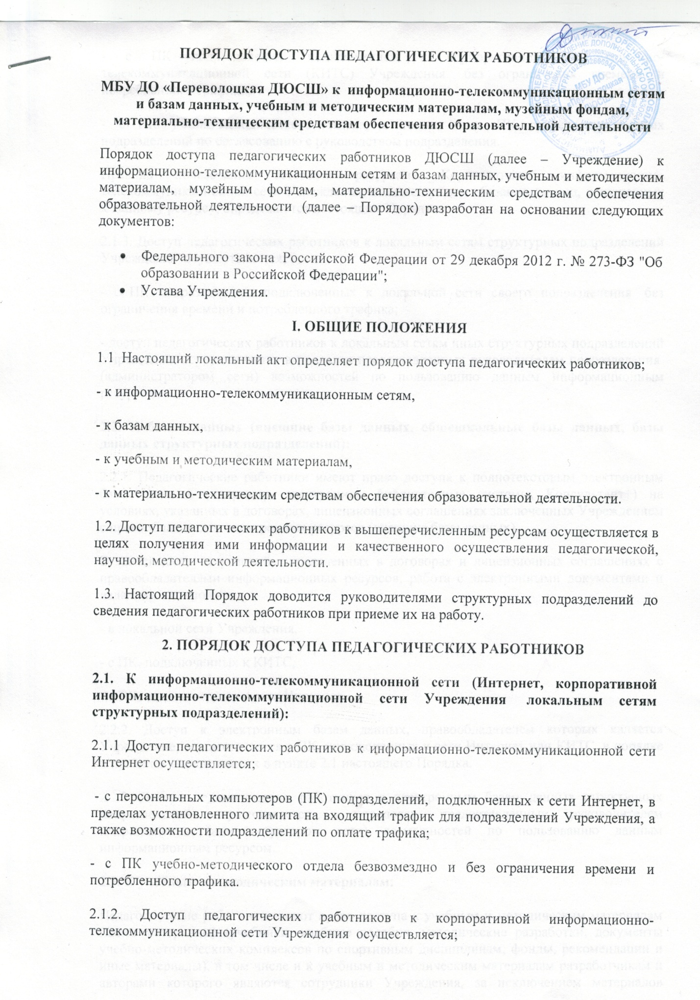 ПОРЯДОК ДОСТУПА ПЕДАГОГИЧЕСКИХ РАБОТНИКОВ
МБУ ДО «Переволоцкая ДЮСШ» к информационно-телекоммуникационным сетям
и базам данных, учебным и методическим материалам, музейным фондам,
материально-техническим средствам обеспечения образовательной деятельности
МБУ ДО
Порядок доступа педагогических работников ДЮСШ (далее – Учреждение) к
информационно-телекоммуникационным сетям и базам данных, учебным и методическим
материалам, музейным фондам, материально-техническим средствам обеспечения
образовательной деятельности (далее – Порядок) разработан на основании следующих
документов:
• Федерального закона Российской Федерации от 29 декабря 2012 г. № 273-ФЗ "Об
образовании в Российской Федерации";
• Устава Учреждения.
I. ОБЩИЕ ПОЛОЖЕНИЯ
1.1 Настоящий локальный акт определяет порядок доступа педагогических работников;
- к информационно-телекоммуникационным сетям,
- к базам данных,
- к учебным и методическим материалам,
- к материально-техническим средствам обеспечения образовательной деятельности.
1.2. Доступ педагогических работников к вышеперечисленным ресурсам осуществляется в
целях получения ими информации и качественного осуществления педагогической,
научной, методической деятельности.
1.3. Настоящий Порядок доводится руководителями структурных подразделений до
сведения педагогических работников при приеме их на работу.
2. ПОРЯДОК ДОСТУПА ПЕДАГОГИЧЕСКИХ РАБОТНИКОВ
2.1. К информационно-телекоммуникационной сети (Интернет, корпоративной
информационно-телекоммуникационной сети Учреждения локальным сетям
структурных подразделений):
2.1.1 Доступ педагогических работников к информационно-телекоммуникационной сети
Интернет осуществляется;
- с персональных компьютеров (ПК) подразделений, подключенных к сети Интернет, в
пределах установленного лимита на входящий трафик для подразделений Учреждения, а
также возможности подразделений по оплате трафика;
- с ПК учебно-методического отдела безвозмездно и без ограничения времени и
потребленного трафика.
2.1.2. Доступ педагогических работников к корпоративной информационно-
телекоммуникационной сети Учреждения осуществляется;